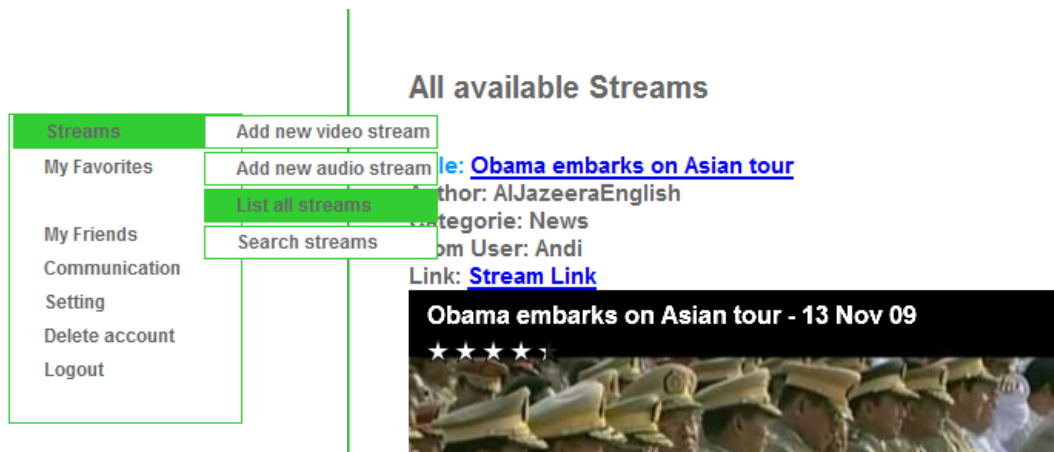 All available Streams
Streams
My Favorites
My Friends
Communication
Setting
Delete account
Logout
Add new video stream
Add new audio stream
List all streams
Search streams
le: Obama embarks on Asian tour
thor: AlJazeeraEnglish
Categorie: News
om User: Andi
Link: Stream Link
Obama embarks on Asian tour - 13 Nov 09